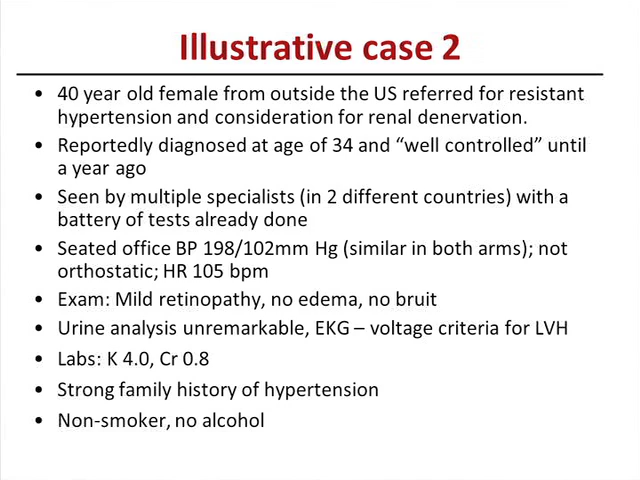 Illustrative case 2
• 40 year old female from outside the US referred for resistant
hypertension and consideration for renal denervation.
• Reportedly diagnosed at age of 34 and “well controlled” until
a year ago
• Seen by multiple specialists (in 2 different countries) with a
battery of tests already done
• Seated office BP 198/102mm Hg (similar in both arms); not
orthostatic; HR 105 bpm
• Exam: Mild retinopathy, no edema, no bruit
• Urine analysis unremarkable, EKG – voltage criteria for LVH
• Labs: K 4.0, Cr 0.8
• Strong family history of hypertension
• Non-smoker, no alcohol